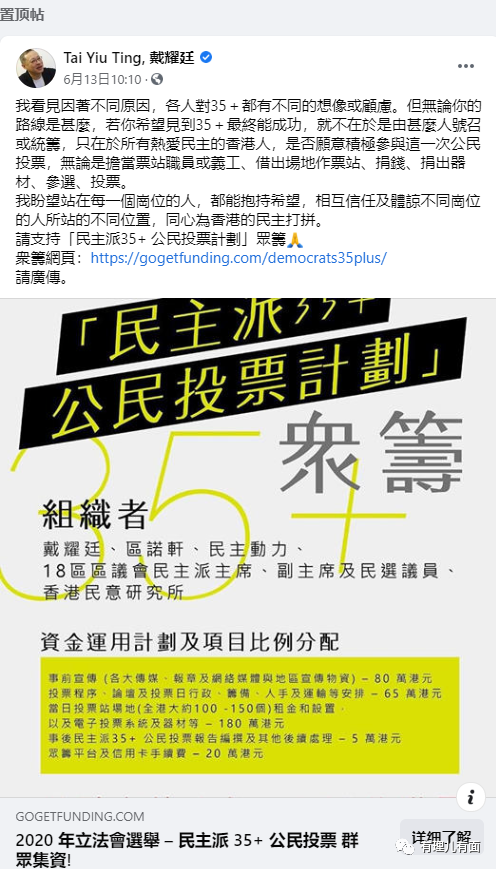 置顶帖
Tai Yiu Ting, 戴耀廷
6月13日10:10 ·
我看見因著不同原因，各人對35＋都有不同的想像或顧慮。但無論你的
路線是甚麼，若你希望見到35＋最終能成功，就不在於是由甚麼人號召
或統籌，只在於所有熱愛民主的香港人，是否願意積極參與這一次公民
投票，無論是擔當票站職員或義工、借出場地作票站、捐錢、捐出器
材、參選、投票。
我盼望站在每一個崗位的人，都能抱持希望，相互信任及體諒不同崗位
的人所站的不同位置，同心為香港的民主打拼。
請支持「民主派35+ 公民投票計劃」眾籌🙏
衆籌網頁：https://gogetfunding.com/democrats35plus/
請廣傳。
「民主派35+
公民投票計劃」
35+
衆籌
組織者
戴耀廷、區諾軒、民主動力、
18區區議會民主派主席、副主席及民選議員、
香港民意研究所
資金運用計劃及項目比例分配
事前宣傳 (各大傳媒、報章及網絡媒體與地區宣傳物資) – 80 萬港元
投票程序、論壇及投票日行政、籌備、人手及運輸等安排 – 65 萬港元
當日投票站場地(全港大約100 -150個)租金和設置，
以及電子投票系統及器材等 – 180 萬港元
事後民主派35+ 公民投票報告編撰及其他後續處理 – 5 萬港元
眾籌平台及信用卡手續費 – 20 萬港元
GOGETFUNDING.COM
2020 年立法會選舉 – 民主派 35+ 公民投票 群
眾集資!
详细了解
有理儿有面